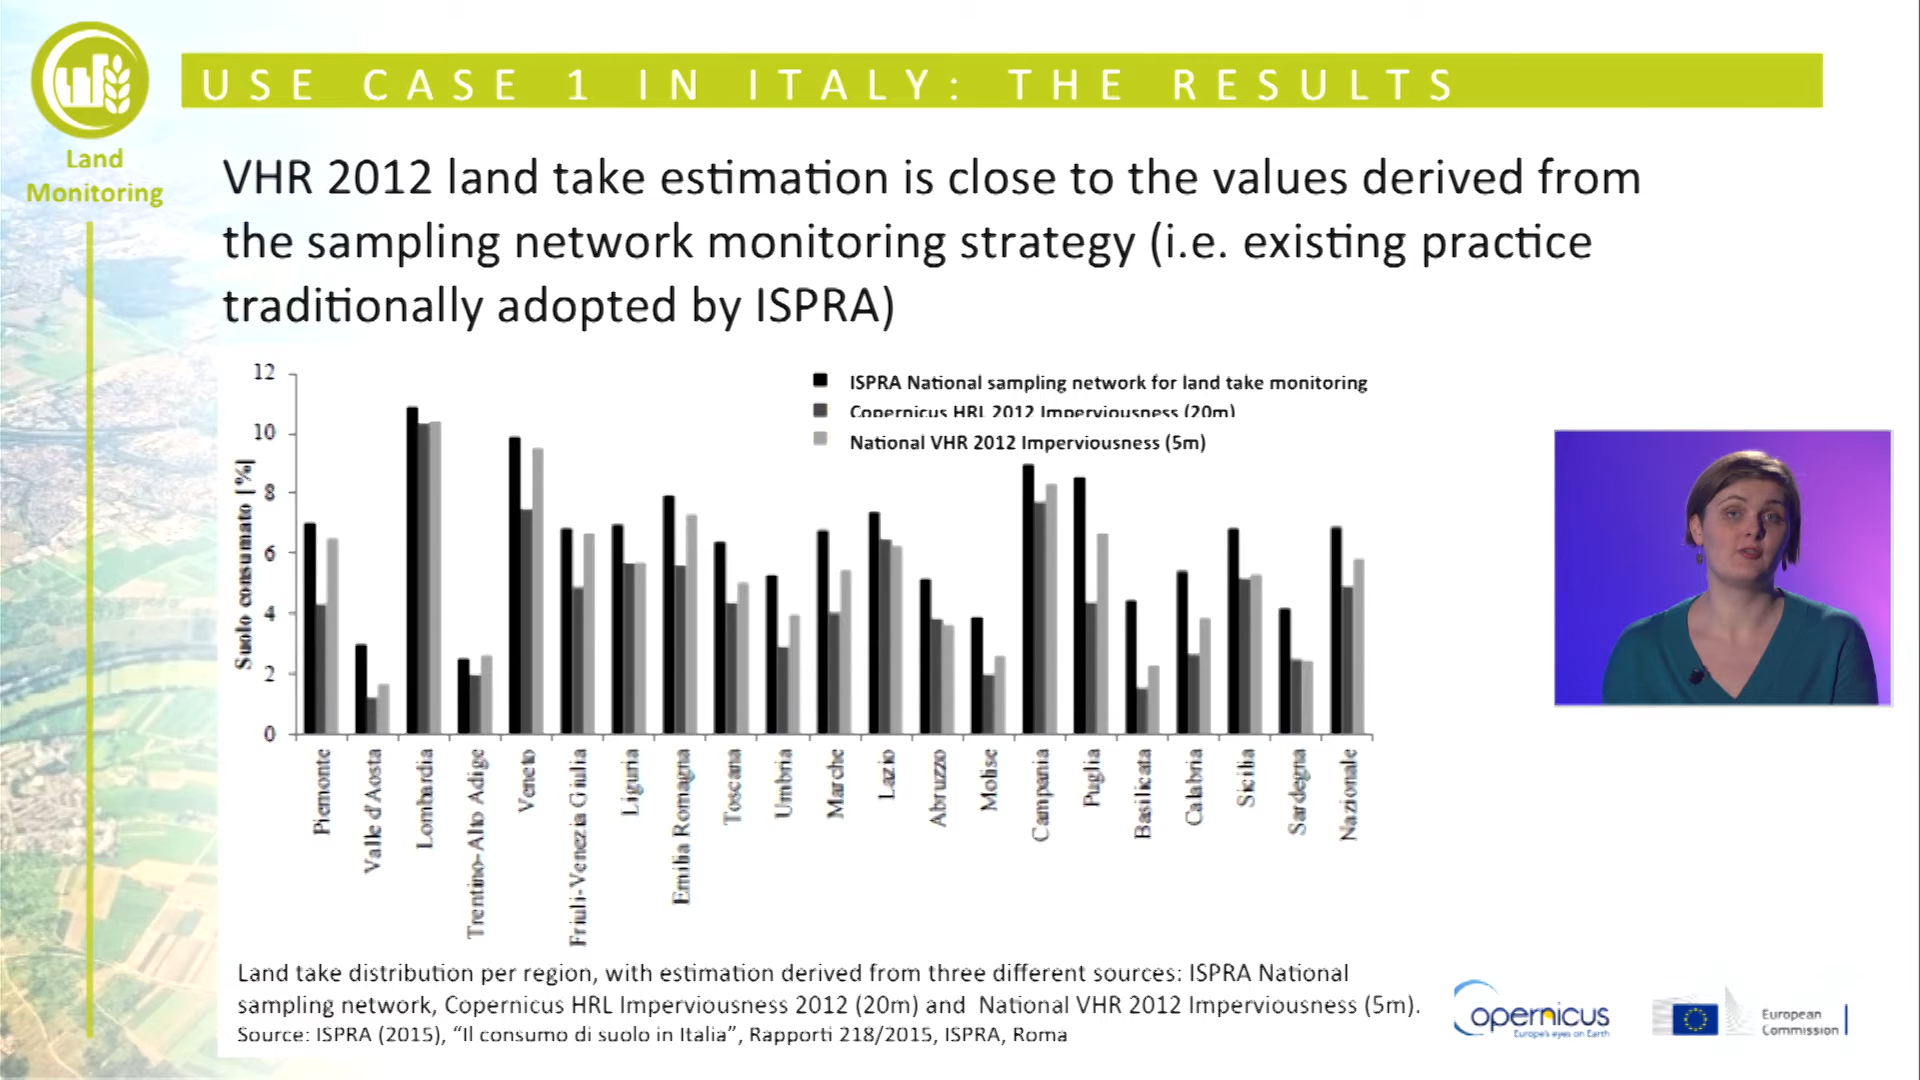 USE CASE 1 IN ITALY: THE RESULTS
Land
Monitoring
VHR 2012 land take estimation is close to the values derived from
the sampling network monitoring strategy (i.e. existing practice
traditionally adopted by ISPRA)
ISPRA National sampling network for land take monitoring
Copernicus HRL 2012 Imperviousness (20m)
National VHR 2012 Imperviousness (5m)
Suolo consumato [%]
12
10
8
6
4
2
0
Piemonte
Valle d'Aosta
Lombardia
Trentino-Alto Adige
Veneto
Friuli-Venezia Giulia
Liguria
Emilia Romagna
Toscana
Umbria
Marche
Lazio
Abruzzo
Molise
Campania
Puglia
Basilicata
Calabria
Sicilia
Sardegna
Nazionale
Land take distribution per region, with estimation derived from three different sources: ISPRA National
sampling network, Copernicus HRL Imperviousness 2012 (20m) and National VHR 2012 Imperviousness (5m).
Source: ISPRA (2015), “Il consumo di suolo in Italia”, Rapporti 218/2015, ISPRA, Roma
opernicus
Europe's eyes on Earth
European
Commission